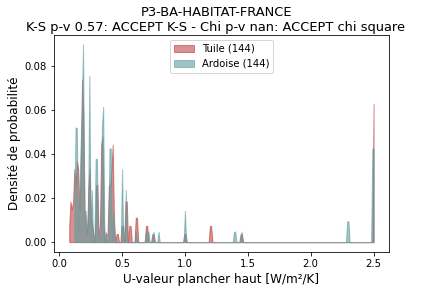 P3-BA-HABITAT-FRANCE
K-S p-v 0.57: ACCEPT K-S - Chi p-v nan: ACCEPT chi square
Tuile (144)
Ardoise (144)
Densité de probabilité
0.08
0.06
0.04
0.02
0.00
0.0 0.5 1.0 1.5 2.0 2.5
U-valeur plancher haut [W/m²/K]